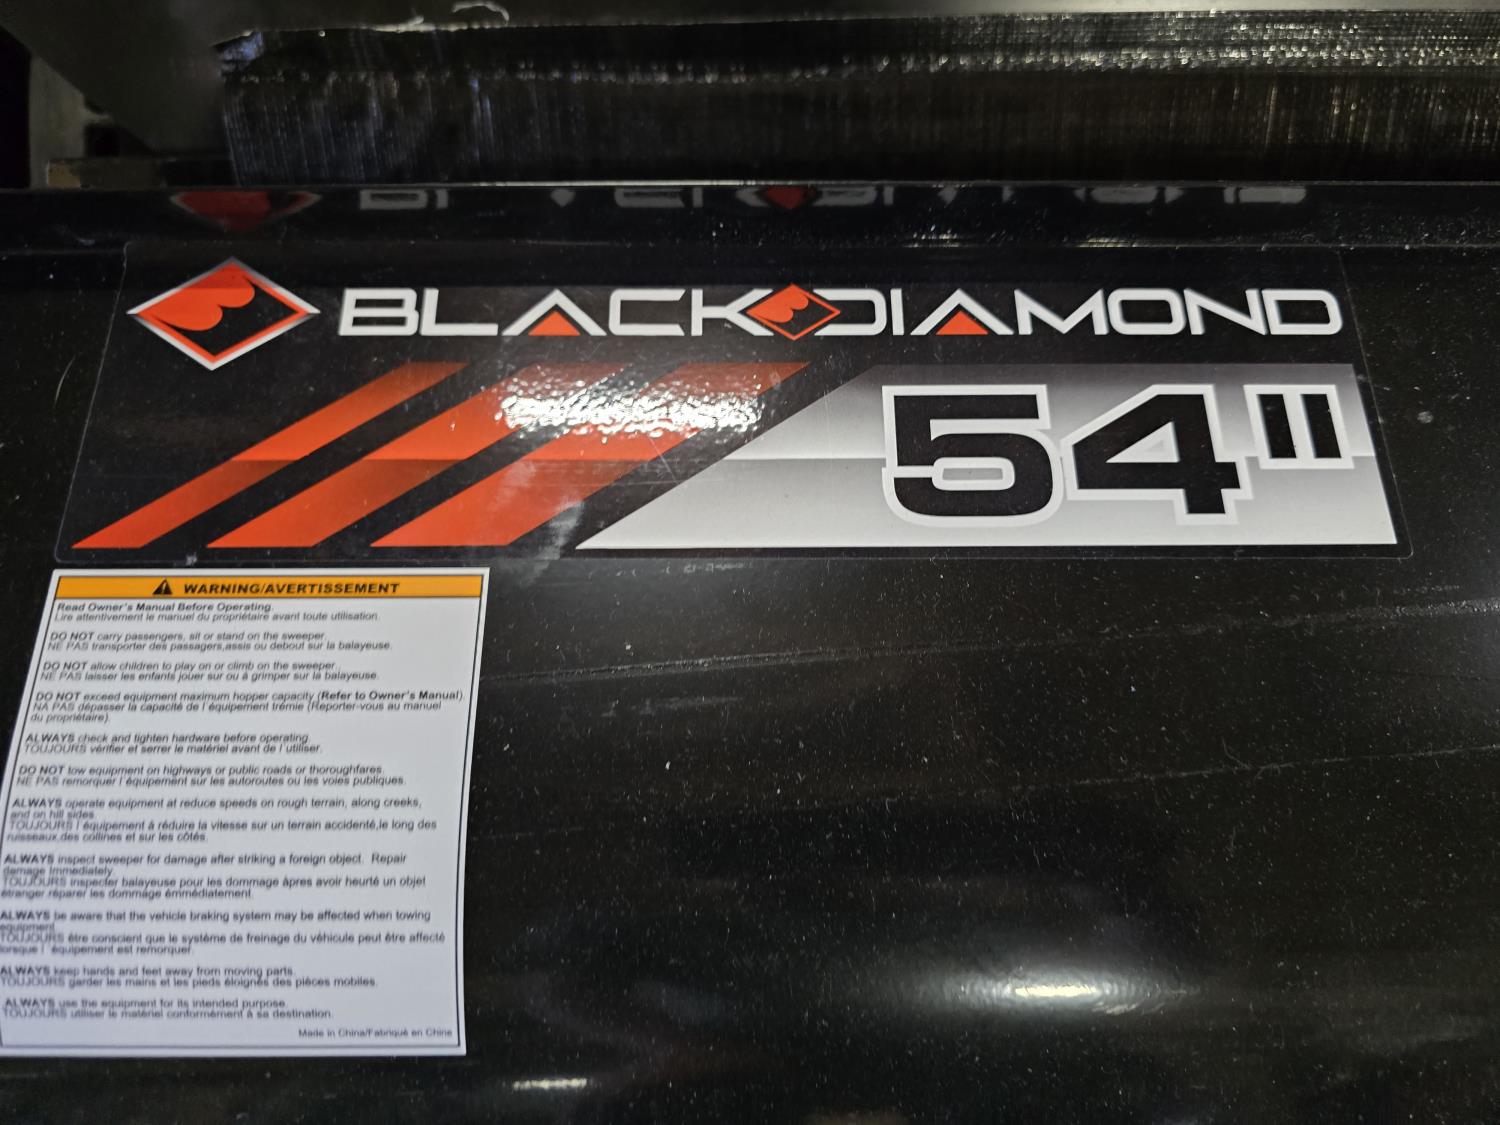 BLACK DIAMOND
54"
WARNING/AVERTISSEMENT
Read Owner's Manual Before Operating.
Lire attentivement le manuel du propriétaire avant toute utilisation.
DO NOT carry passengers, sit or stand on the sweeper.
NE PAS transporter des passagers,assis ou debout sur la balayeuse.
DO NOT allow children to play on or climb on the sweeper.
NE PAS laisser les enfants jouer sur ou à grimper sur la balayeuse.
DO NOT exceed equipment maximum hopper capacity (Refer to Owner's Manual).
NA PAS dépasser la capacité de l'équipement trémie (Reporter-vous au manuel
du propriétaire).
ALWAYS check and tighten hardware before operating.
TOUJOURS vérifier et serrer le matériel avant de l'utiliser.
DO NOT tow equipment on highways or public roads or thoroughfares.
NE PAS remorquer l'équipement sur les autoroutes ou les voies publiques.
ALWAYS operate equipment at reduce speeds on rough terrain, along creeks,
and on hill sides.
TOUJOURS l'équipement à réduire la vitesse sur un terrain accidenté,le long des
ruisseaux,des collines et sur les côtés.
ALWAYS inspect sweeper for damage after striking a foreign object. Repair
damage Immediately.
TOUJOURS inspecter balayeuse pour les dommage âpres avoir heurté un objet
étranger réparer les dommage émmédiatement.
ALWAYS be aware that the vehicle braking system may be affected when towing
equipment.
TOUJOURS être conscient que le système de freinage du véhicule peut être affecté
lorsque l' équipement est remorquer.
ALWAYS keep hands and feet away from moving parts.
TOUJOURS garder les mains et les pieds éloignés des pièces mobiles.
ALWAYS use the equipment for its intended purpose.
TOUJOURS utiliser le matériel conformément à sa destination.
Made in China/Fabriqué en Chine